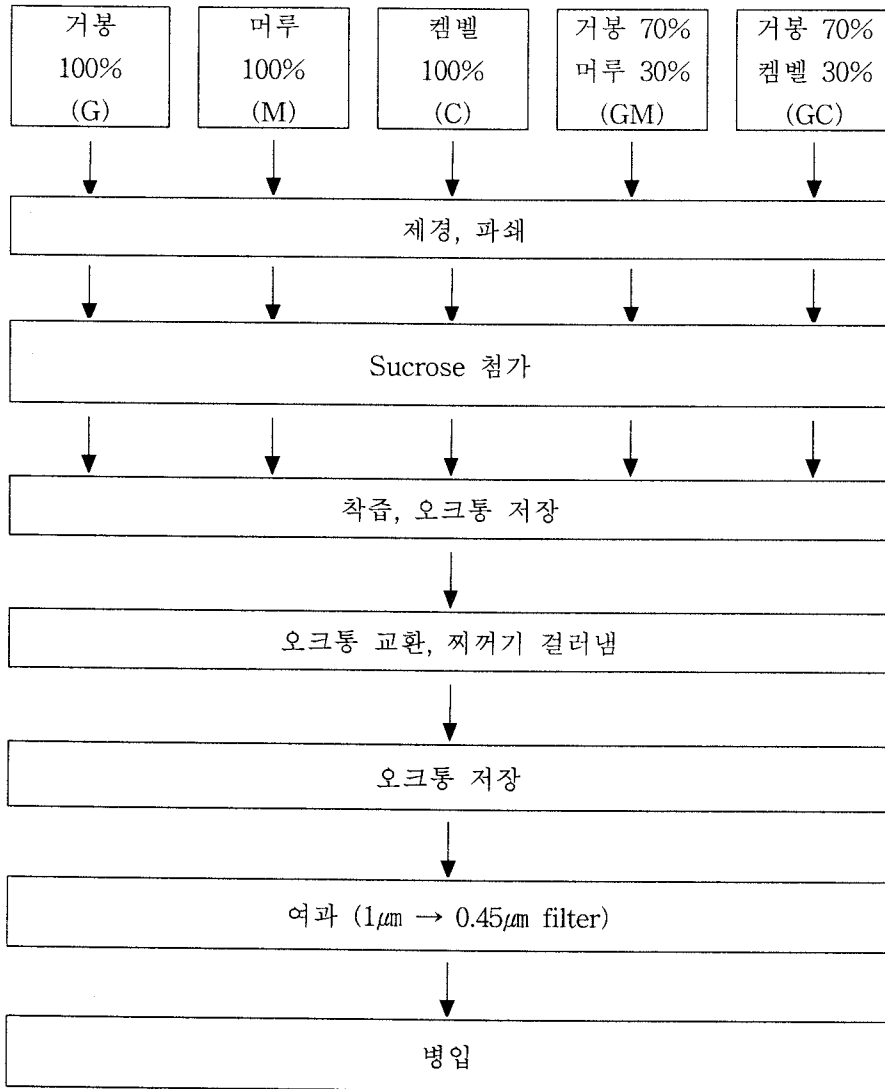 거봉
100%
(G)
머루
100%
(M)
켐벨
100%
(C)
거봉 70%
머루 30%
(GM)
거봉 70%
켐벨 30%
(GC)
제경, 파쇄
Sucrose 첨가
착즙, 오크통 저장
오크통 교환, 찌꺼기 걸러냄
오크통 저장
여과 (1㎛ → 0.45㎛ filter)
병입